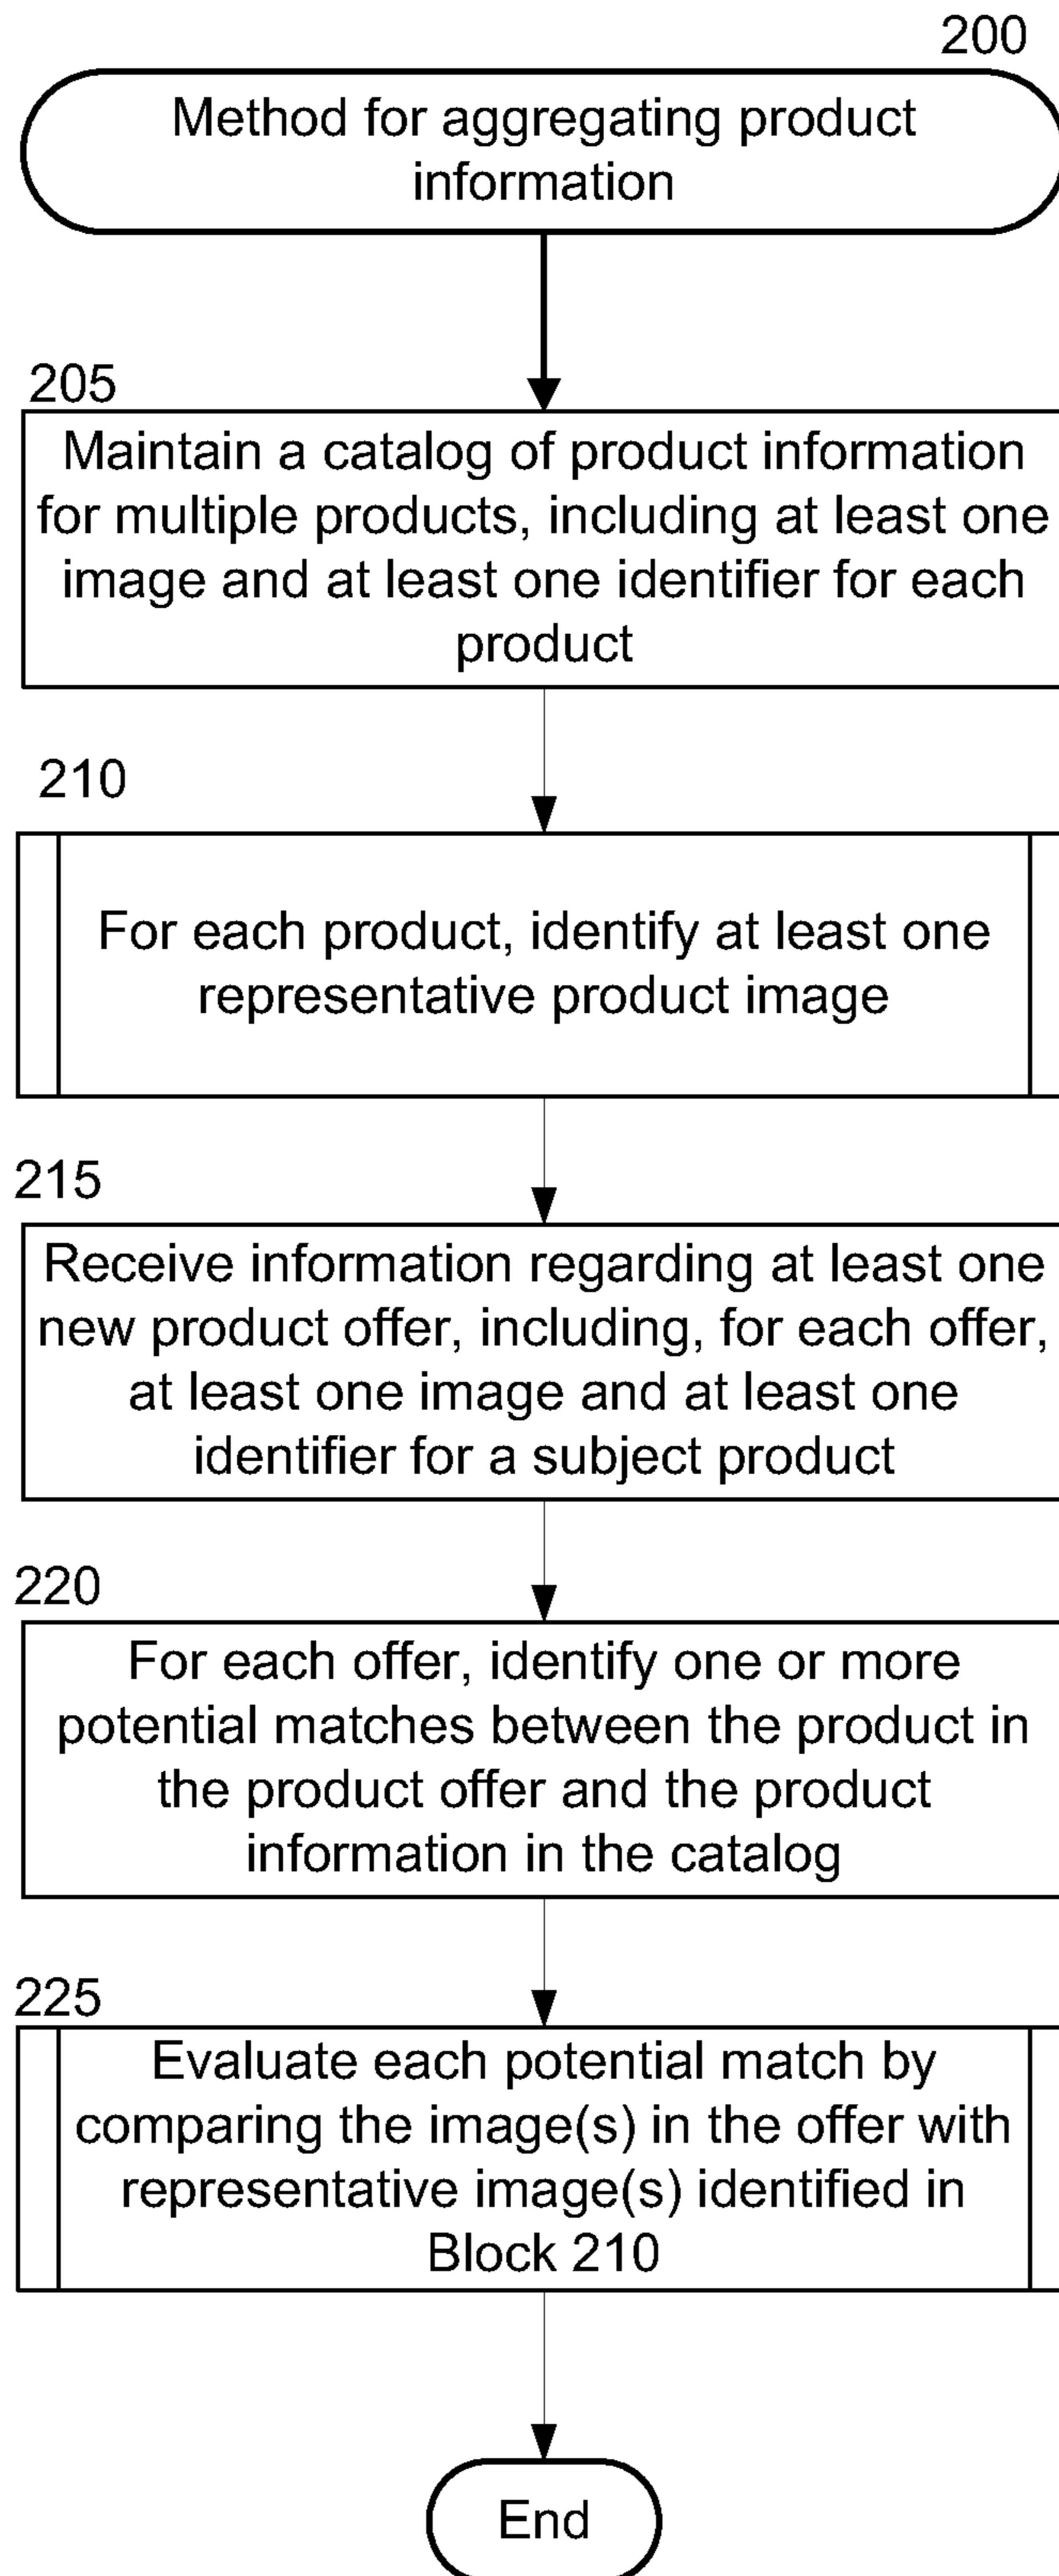 200
Method for aggregating product
information
205
Maintain a catalog of product information
for multiple products, including at least one
image and at least one identifier for each
product
210
For each product, identify at least one
representative product image
215
Receive information regarding at least one
new product offer, including, for each offer,
at least one image and at least one
identifier for a subject product
220
For each offer, identify one or more
potential matches between the product in
the product offer and the product
information in the catalog
225
Evaluate each potential match by
comparing the image(s) in the offer with
representative image(s) identified in
Block 210
End